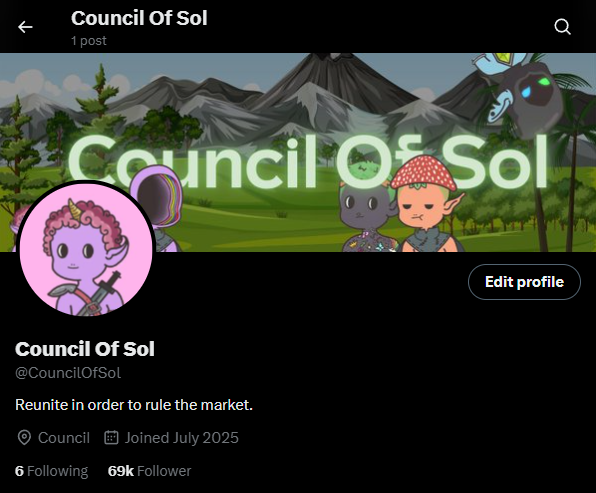 Council Of Sol
1 post
Council Of Sol
Edit profile
Council Of Sol
@CouncilOfSol
Reunite in order to rule the market.
Council Joined July 2025
6 Following 69k Follower